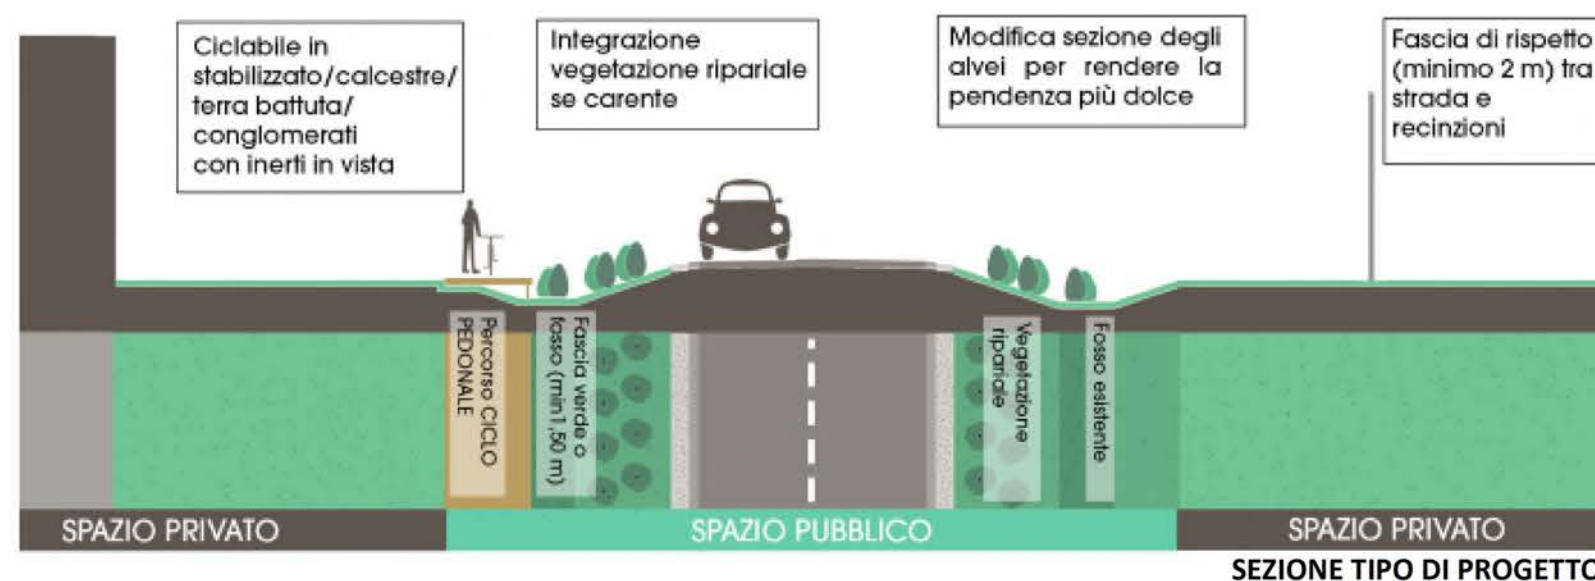 Ciclabile in
stabilizzato/calcestre/
terra battuta/
conglomerati
con inerti in vista
Integrazione
vegetazione ripariale
se carente
Modifica sezione degli
alvei per rendere la
pendenza più dolce
Fascia di rispetto
(minimo 2 m) tra
strada e
recinzioni
Percorso CICLO
PEDONALE
Fascia verde o
fosso (min1,50 m)
Vegetazione
ripariale
Fosso esistente
SPAZIO PRIVATO
SPAZIO PUBBLICO
SPAZIO PRIVATO
SEZIONE TIPO DI PROGETTO